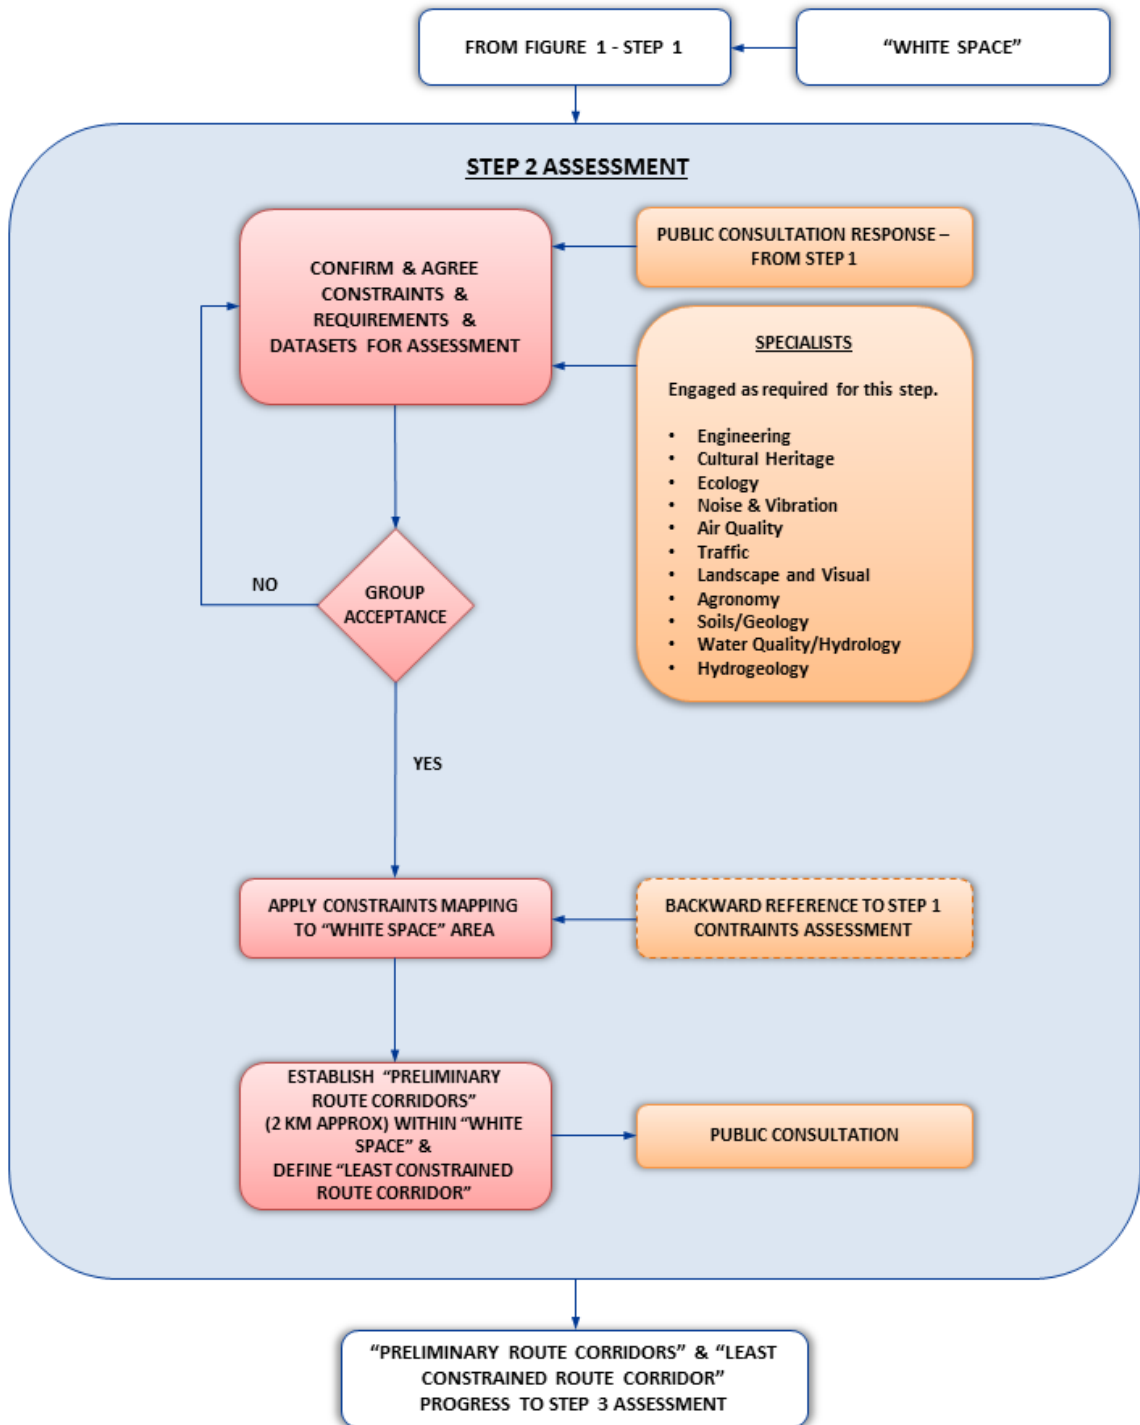 FROM FIGURE 1 - STEP 1
“WHITE SPACE”
STEP 2 ASSESSMENT
CONFIRM & AGREE
CONSTRAINTS &
REQUIREMENTS &
DATASETS FOR ASSESSMENT
PUBLIC CONSULTATION RESPONSE –
FROM STEP 1
SPECIALISTS
Engaged as required for this step.
• Engineering
• Cultural Heritage
• Ecology
• Noise & Vibration
• Air Quality
• Traffic
• Landscape and Visual
• Agronomy
• Soils/Geology
• Water Quality/Hydrology
• Hydrogeology
NO
GROUP
ACCEPTANCE
YES
APPLY CONSTRAINTS MAPPING
TO “WHITE SPACE” AREA
BACKWARD REFERENCE TO STEP 1
CONTRAINTS ASSESSMENT
ESTABLISH “PRELIMINARY
ROUTE CORRIDORS”
(2 KM APPROX) WITHIN “WHITE
SPACE” &
DEFINE “LEAST CONSTRAINED
ROUTE CORRIDOR”
PUBLIC CONSULTATION
“PRELIMINARY ROUTE CORRIDORS” & “LEAST
CONSTRAINED ROUTE CORRIDOR”
PROGRESS TO STEP 3 ASSESSMENT